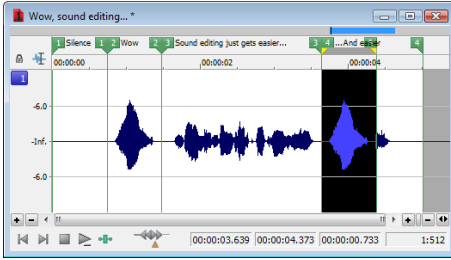 Wow, sound editing... *
1 Silence 1 2 Wow 2 3 Sound editing just gets easier... 3 4 ...And easier 4
00:00:00 ,00:00:02 ,00:00:04
1
-6.0
-Inf.
-6.0
00:00:03.639 00:00:04.373 00:00:00.733 1:512